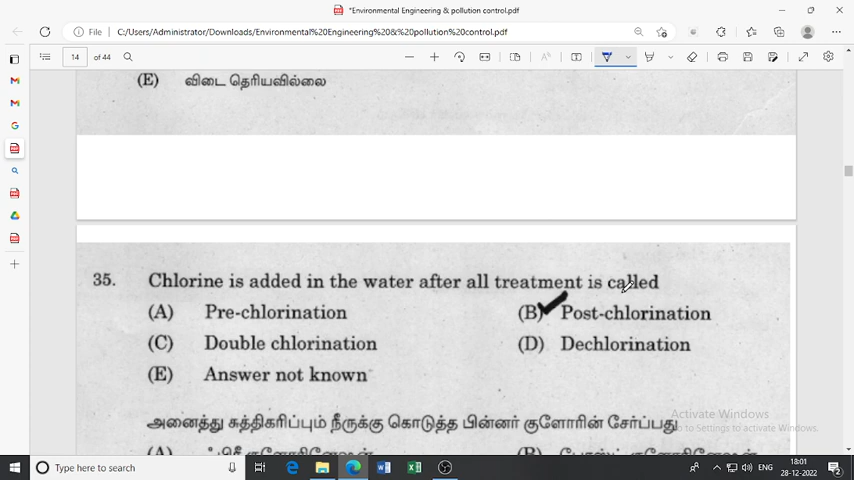 *Environmental Engineering & pollution control.pdf
File
C:/Users/Administrator/Downloads/Environmental%20Engineering%20&%20pollution%20control.pdf
14 of 44
(E) விடை தெரியவில்லை
35. Chlorine is added in the water after all treatment is called
(A) Pre-chlorination (B) Post-chlorination
(C) Double chlorination (D) Dechlorination
(E) Answer not known
Activate Windows
அனைத்து சுத்திகரிப்பும் நீருக்கு கொடுத்த பின்னர் குளோரின் சேர்ப்பது
to Settings to activate Windows.
(A) (B)
Type here to search
ENG
18:01
28-12-2022
2